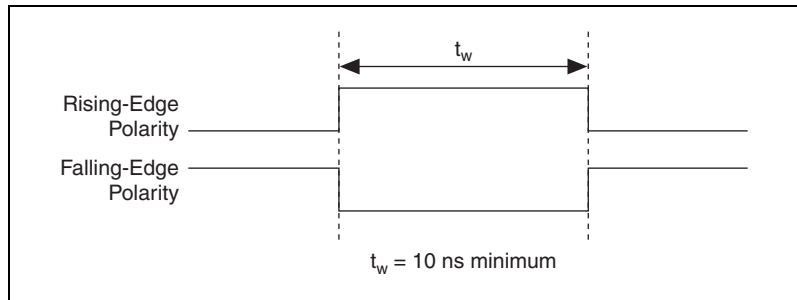 t_w
Rising-Edge
Polarity
Falling-Edge
Polarity
t_w = 10 ns minimum